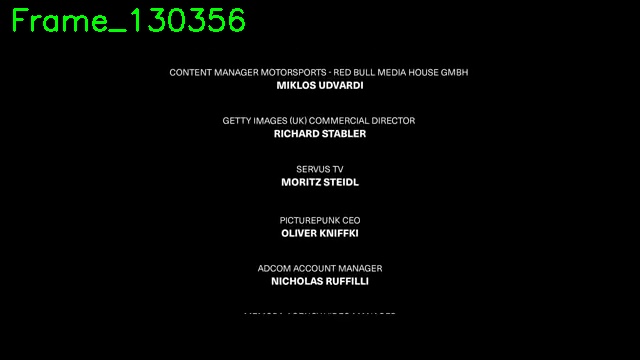 Frame_130356
CONTENT MANAGER MOTORSPORTS - RED BULL MEDIA HOUSE GMBH
MIKLOS UDVARDI
GETTY IMAGES (UK) COMMERCIAL DIRECTOR
RICHARD STABLER
SERVUS TV
MORITZ STEIDL
PICTUREPUNK CEO
OLIVER KNIFFKI
ADCOM ACCOUNT MANAGER
NICHOLAS RUFFILLI